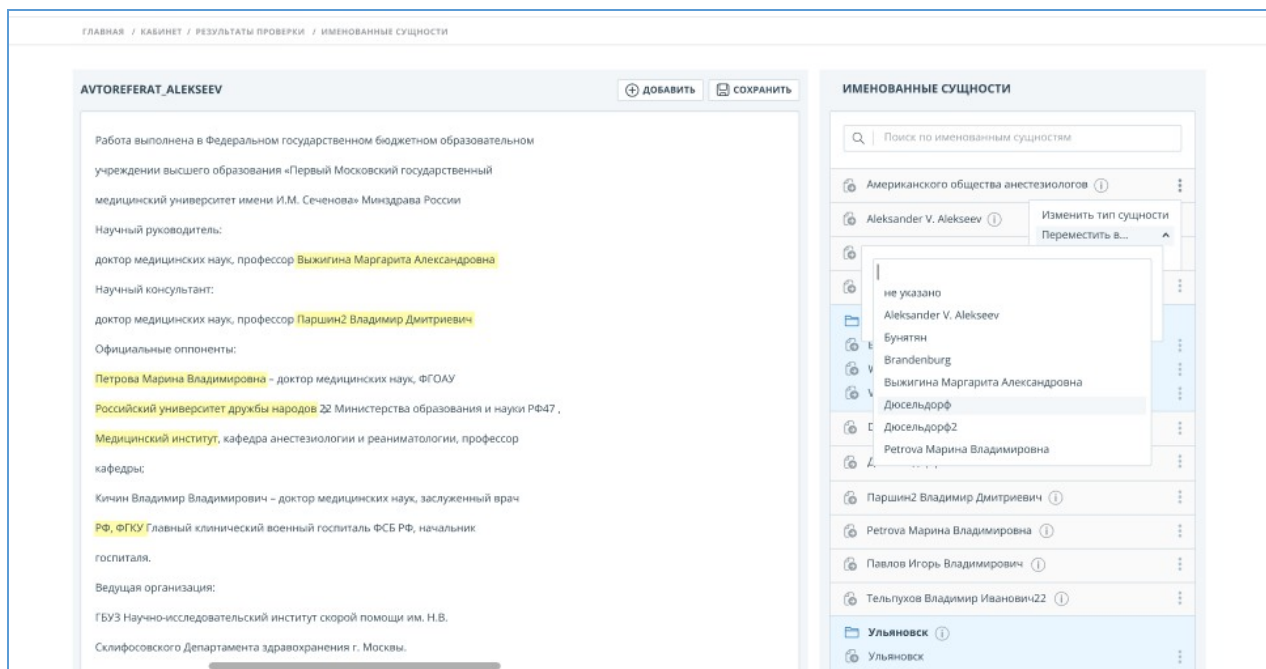 ГЛАВНАЯ / КАБИНЕТ / РЕЗУЛЬТАТЫ ПРОВЕРКИ / ИМЕНОВАННЫЕ СУЩНОСТИ
AVTOREFERAT_ALEKSEEV
ДОБАВИТЬ
СОХРАНИТЬ
Работа выполнена в Федеральном государственном бюджетном образовательном
учреждении высшего образования «Первый Московский государственный
медицинский университет имени И.М. Сеченова» Минздрава России
Научный руководитель:
доктор медицинских наук, профессор Выжигина Маргарита Александровна
Научный консультант:
доктор медицинских наук, профессор Паршин2 Владимир Дмитриевич
Официальные оппоненты:
Петрова Марина Владимировна – доктор медицинских наук, ФГОАУ
Российский университет дружбы народов 22 Министерства образования и науки РФ47 ,
Медицинский институт, кафедра анестезиологии и реаниматологии, профессор
кафедры;
Кичин Владимир Владимирович – доктор медицинских наук, заслуженный врач
РФ, ФГКУ Главный клинический военный госпиталь ФСБ РФ, начальник
госпиталя.
Ведущая организация:
ГБУЗ Научно-исследовательский институт скорой помощи им. Н.В.
Склифосовского Департамента здравохранения г. Москвы.
ИМЕНОВАННЫЕ СУЩНОСТИ
Поиск по именованным сущностям
Американского общества анестезиологов
Aleksander V. Alekseev
Изменить тип сущности
Переместить в...
не указано
Aleksander V. Alekseev
Бунятян
Brandenburg
Выжигина Маргарита Александровна
Дюсельдорф
Дюсельдорф2
Petrova Марина Владимировна
Паршин2 Владимир Дмитриевич
Petrova Марина Владимировна
Павлов Игорь Владимирович
Тельпухов Владимир Иванович22
Ульяновск
Ульяновск